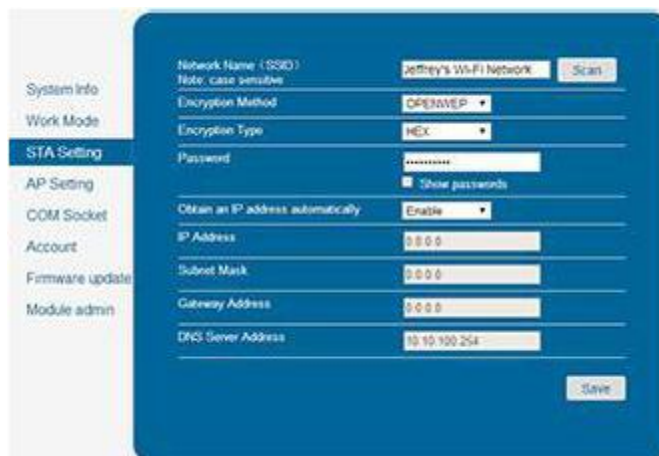 System Info
Work Mode
STA Setting
AP Setting
COM Socket
Account
Firmware update
Module admin
Network Name (SSID)
Note: case sensitive
Jeffrey's Wi-Fi Network
Scan
Encryption Method
OPENWEP
Encryption Type
HEX
Password
••••••••••
Show passwords
Obtain an IP address automatically
Enable
IP Address
0.0.0.0
Subnet Mask
0.0.0.0
Gateway Address
0.0.0.0
DNS Server Address
10.10.100.254
Save